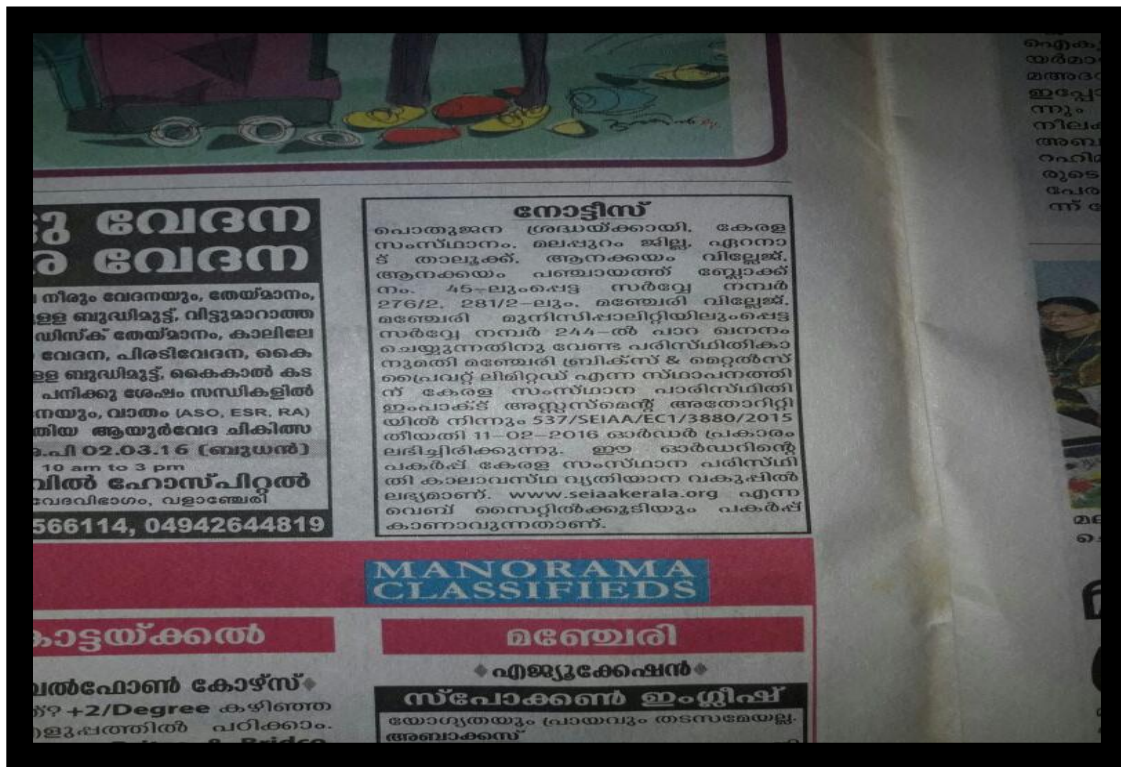 ട്ടു വേദന
വേദന
നീരും വേദനയും, തേയ്മാനം,
ബുദ്ധിമുട്ട്, വിട്ടുമാറാത്ത
ഡിസ്ക് തേയ്മാനം, കാലിലേ
വേദന, പിരടിവേദന, കൈ
ബുദ്ധിമുട്ട്, കൈകാൽ കട
പനിക്കു ശേഷം സന്ധികളിൽ
വാതം (ASO, ESR, RA)
ആയുർവേദ ചികിത്സ
02.03.16 (ബുധൻ)
10 am to 3 pm
ഹോസ്പിറ്റൽ
വളാഞ്ചേരി
566114, 04942644819
നോട്ടീസ്
പൊതുജന ശ്രദ്ധയ്ക്കായി, കേരള
സംസ്ഥാനം, മലപ്പുറം ജില്ല, ഏറനാ
ട് താലൂക്ക്, ആനക്കയം വില്ലേജ്,
ആനക്കയം പഞ്ചായത്ത് ബ്ലോക്ക്
നം. 45-ലുംപ്പെട്ട സർവ്വേ നമ്പർ
276/2, 281/2-ലും, മഞ്ചേരി വില്ലേജ്,
മഞ്ചേരി മുനിസിപ്പാലിറ്റിയിലുംപ്പെട്ട
സർവ്വേ നമ്പർ 244-ൽ പാറ ഖനനം
ചെയ്യുന്നതിനു വേണ്ട പരിസ്ഥിതികാ
നുമതി മഞ്ചേരി ബ്രിക്സ് & മെറ്റൽസ്
പ്രൈവറ്റ് ലിമിറ്റഡ് എന്ന സ്ഥാപനത്തി
ന് കേരള സംസ്ഥാന പാരിസ്ഥിതി
ഇംപാക്ട് അസ്സസ്മെന്റ് അതോറിറ്റി
യിൽ നിന്നും 537/SEIAA/EC1/3880/2015
തീയതി 11-02-2016 ഓർഡർ പ്രകാരം
ലഭിച്ചിരിക്കുന്നു. ഈ ഓർഡറിന്റെ
പകർപ്പ് കേരള സംസ്ഥാന പരിസ്ഥി
തി കാലാവസ്ഥ വ്യതിയാന വകുപ്പിൽ
ലഭ്യമാണ്. www.seiaakerala.org എന്ന
വെബ് സൈറ്റിൽക്കൂടിയും പകർപ്പ്
കാണാവുന്നതാണ്.
MANORAMA
CLASSIFIEDS
കോട്ടയ്ക്കൽ
കോഴ്സ്
+2/Degree കഴിഞ്ഞ
പഠിക്കാം.
മഞ്ചേരി
എജ്യൂക്കേഷൻ
സ്പോക്കൺ ഇംഗ്ലീഷ്
യോഗ്യതയും പ്രായവും തടസമേയല്ല.
അബാക്കസ്